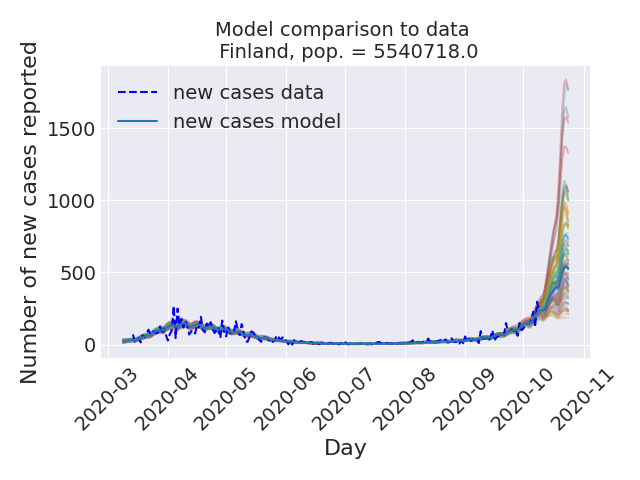 Model comparison to data
Finland, pop. = 5540718.0
new cases data
new cases model
Number of new cases reported
1500
1000
500
0
2020-03
2020-04
2020-05
2020-06
2020-07
2020-08
2020-09
2020-10
2020-11
Day